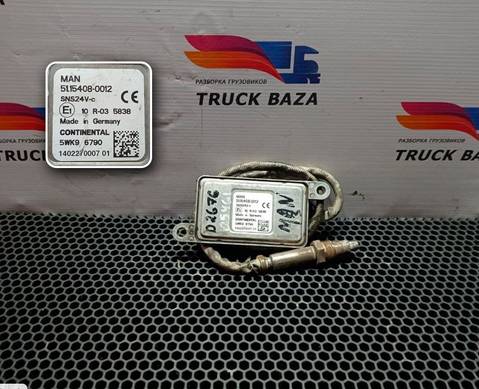 MAN
51.15408-0012
SNS24V-c
CE
E1 10 R-03 5838
Made in Germany
CONTINENTAL
5WK9 6790
14022/0007 01
РАЗБОРКА ГРУЗОВИКОВ
TRUCK BAZA
РАЗБОРКА ГРУЗОВИКОВ
TRUCK BAZA
MAN
D2676
MAN